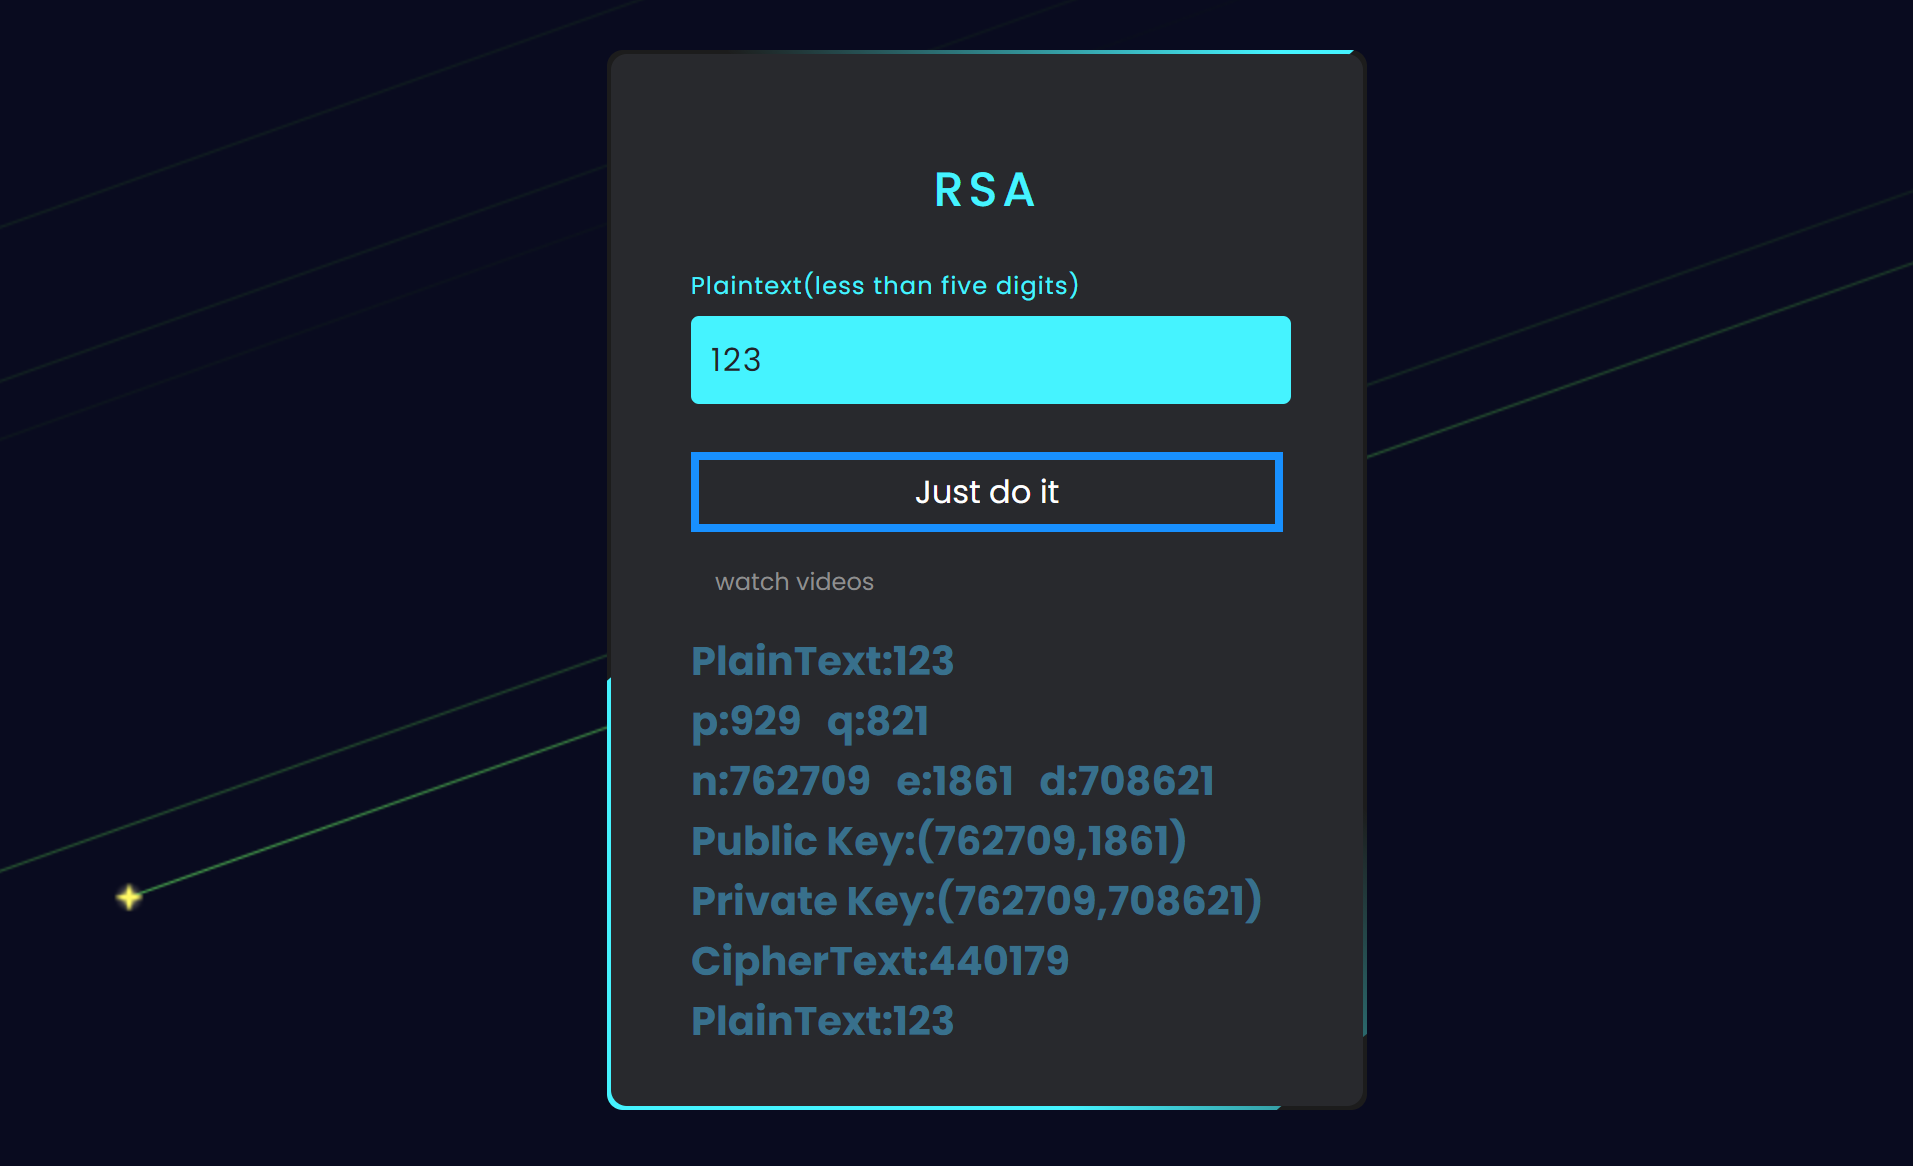 RSA
Plaintext(less than five digits)
123
Just do it
watch videos
PlainText:123
p:929 q:821
n:762709 e:1861 d:708621
Public Key:(762709,1861)
Private Key:(762709,708621)
CipherText:440179
PlainText:123